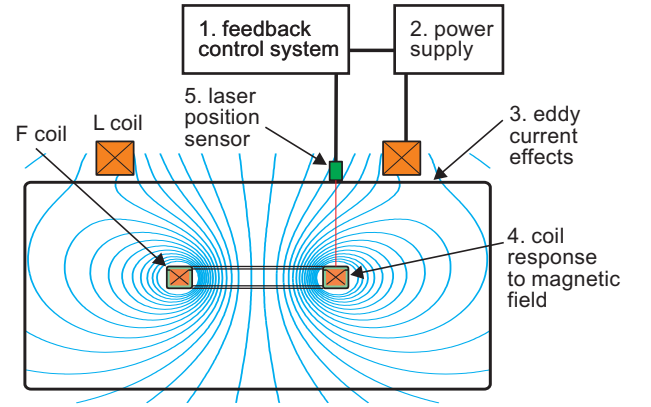 1. feedback
control system
2. power
supply
5. laser
position
sensor
3. eddy
current
effects
F coil
L coil
4. coil
response
to magnetic
field